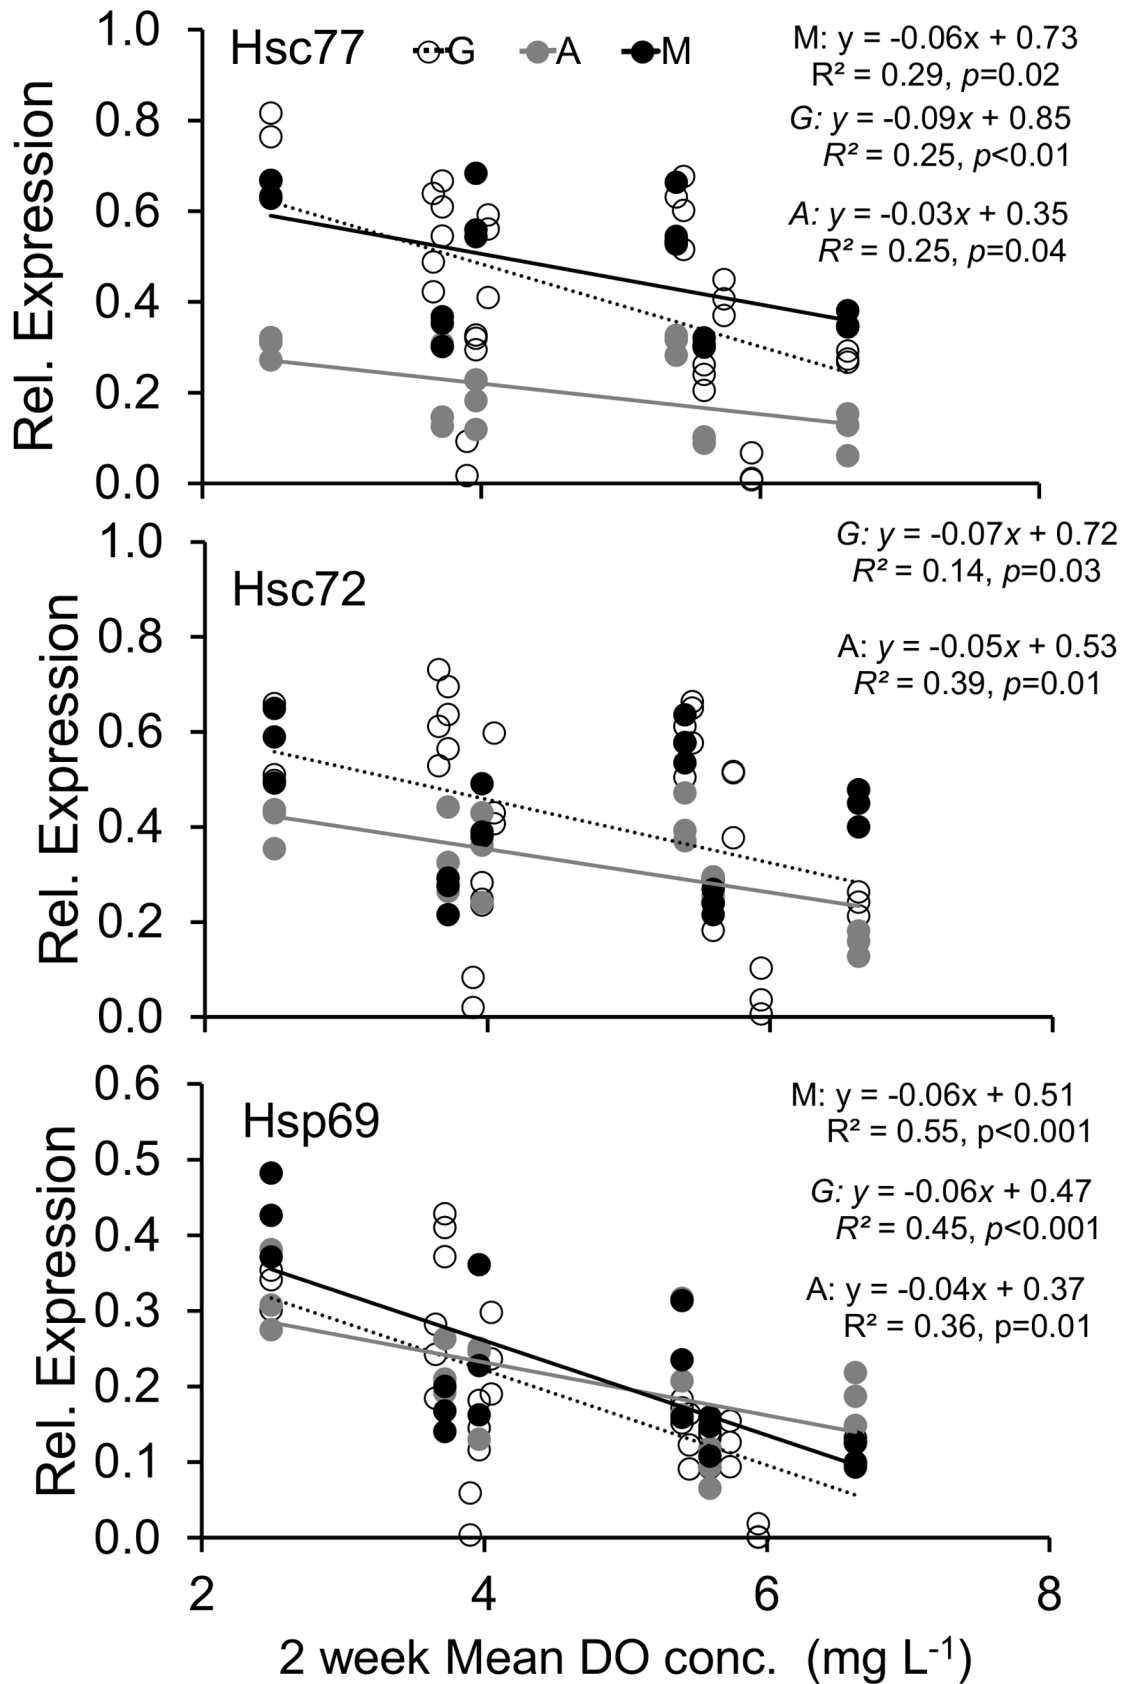 Hsc77 G A M
M: y = -0.06x + 0.73
R² = 0.29, p=0.02
G: y = -0.09x + 0.85
R² = 0.25, p<0.01
A: y = -0.03x + 0.35
R² = 0.25, p=0.04
Rel. Expression
1.0
0.8
0.6
0.4
0.2
0.0
Hsc72
G: y = -0.07x + 0.72
R² = 0.14, p=0.03
A: y = -0.05x + 0.53
R² = 0.39, p=0.01
Rel. Expression
1.0
0.8
0.6
0.4
0.2
0.0
Hsp69
M: y = -0.06x + 0.51
R² = 0.55, p<0.001
G: y = -0.06x + 0.47
R² = 0.45, p<0.001
A: y = -0.04x + 0.37
R² = 0.36, p=0.01
Rel. Expression
0.6
0.5
0.4
0.3
0.2
0.1
0.0
2 4 6 8
2 week Mean DO conc. (mg L-1)